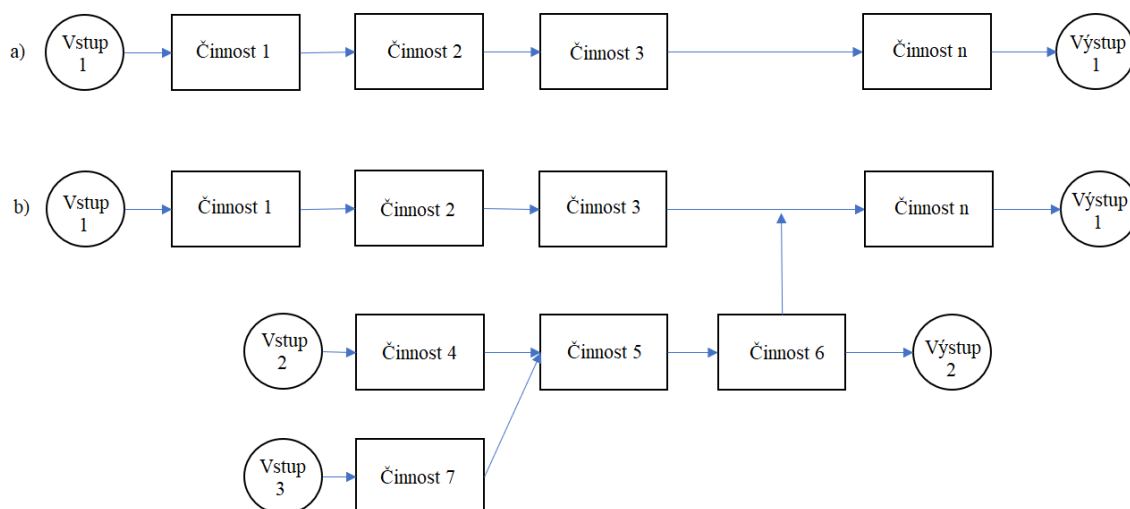 a)
Vstup
1
Činnost 1
Činnost 2
Činnost 3
Činnost n
Výstup
1
b)
Vstup
1
Činnost 1
Činnost 2
Činnost 3
Činnost n
Výstup
1
Vstup
2
Činnost 4
Činnost 5
Činnost 6
Výstup
2
Vstup
3
Činnost 7